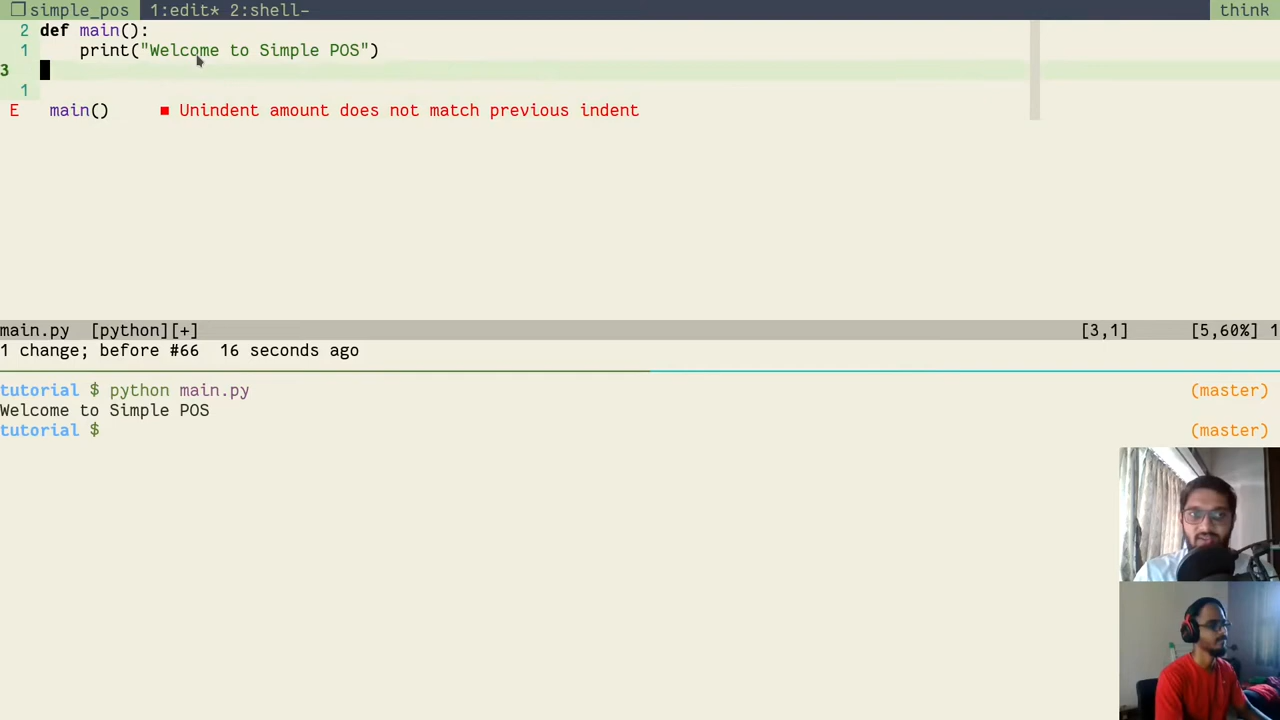 simple_pos 1:edit* 2:shell- think
2 def main():
1 print("Welcome to Simple POS")
3
1
E main() ■ Unindent amount does not match previous indent
main.py [python][+] [3,1] [5,60%] 1
1 change; before #66 16 seconds ago
tutorial $ python main.py (master)
Welcome to Simple POS
tutorial $ (master)